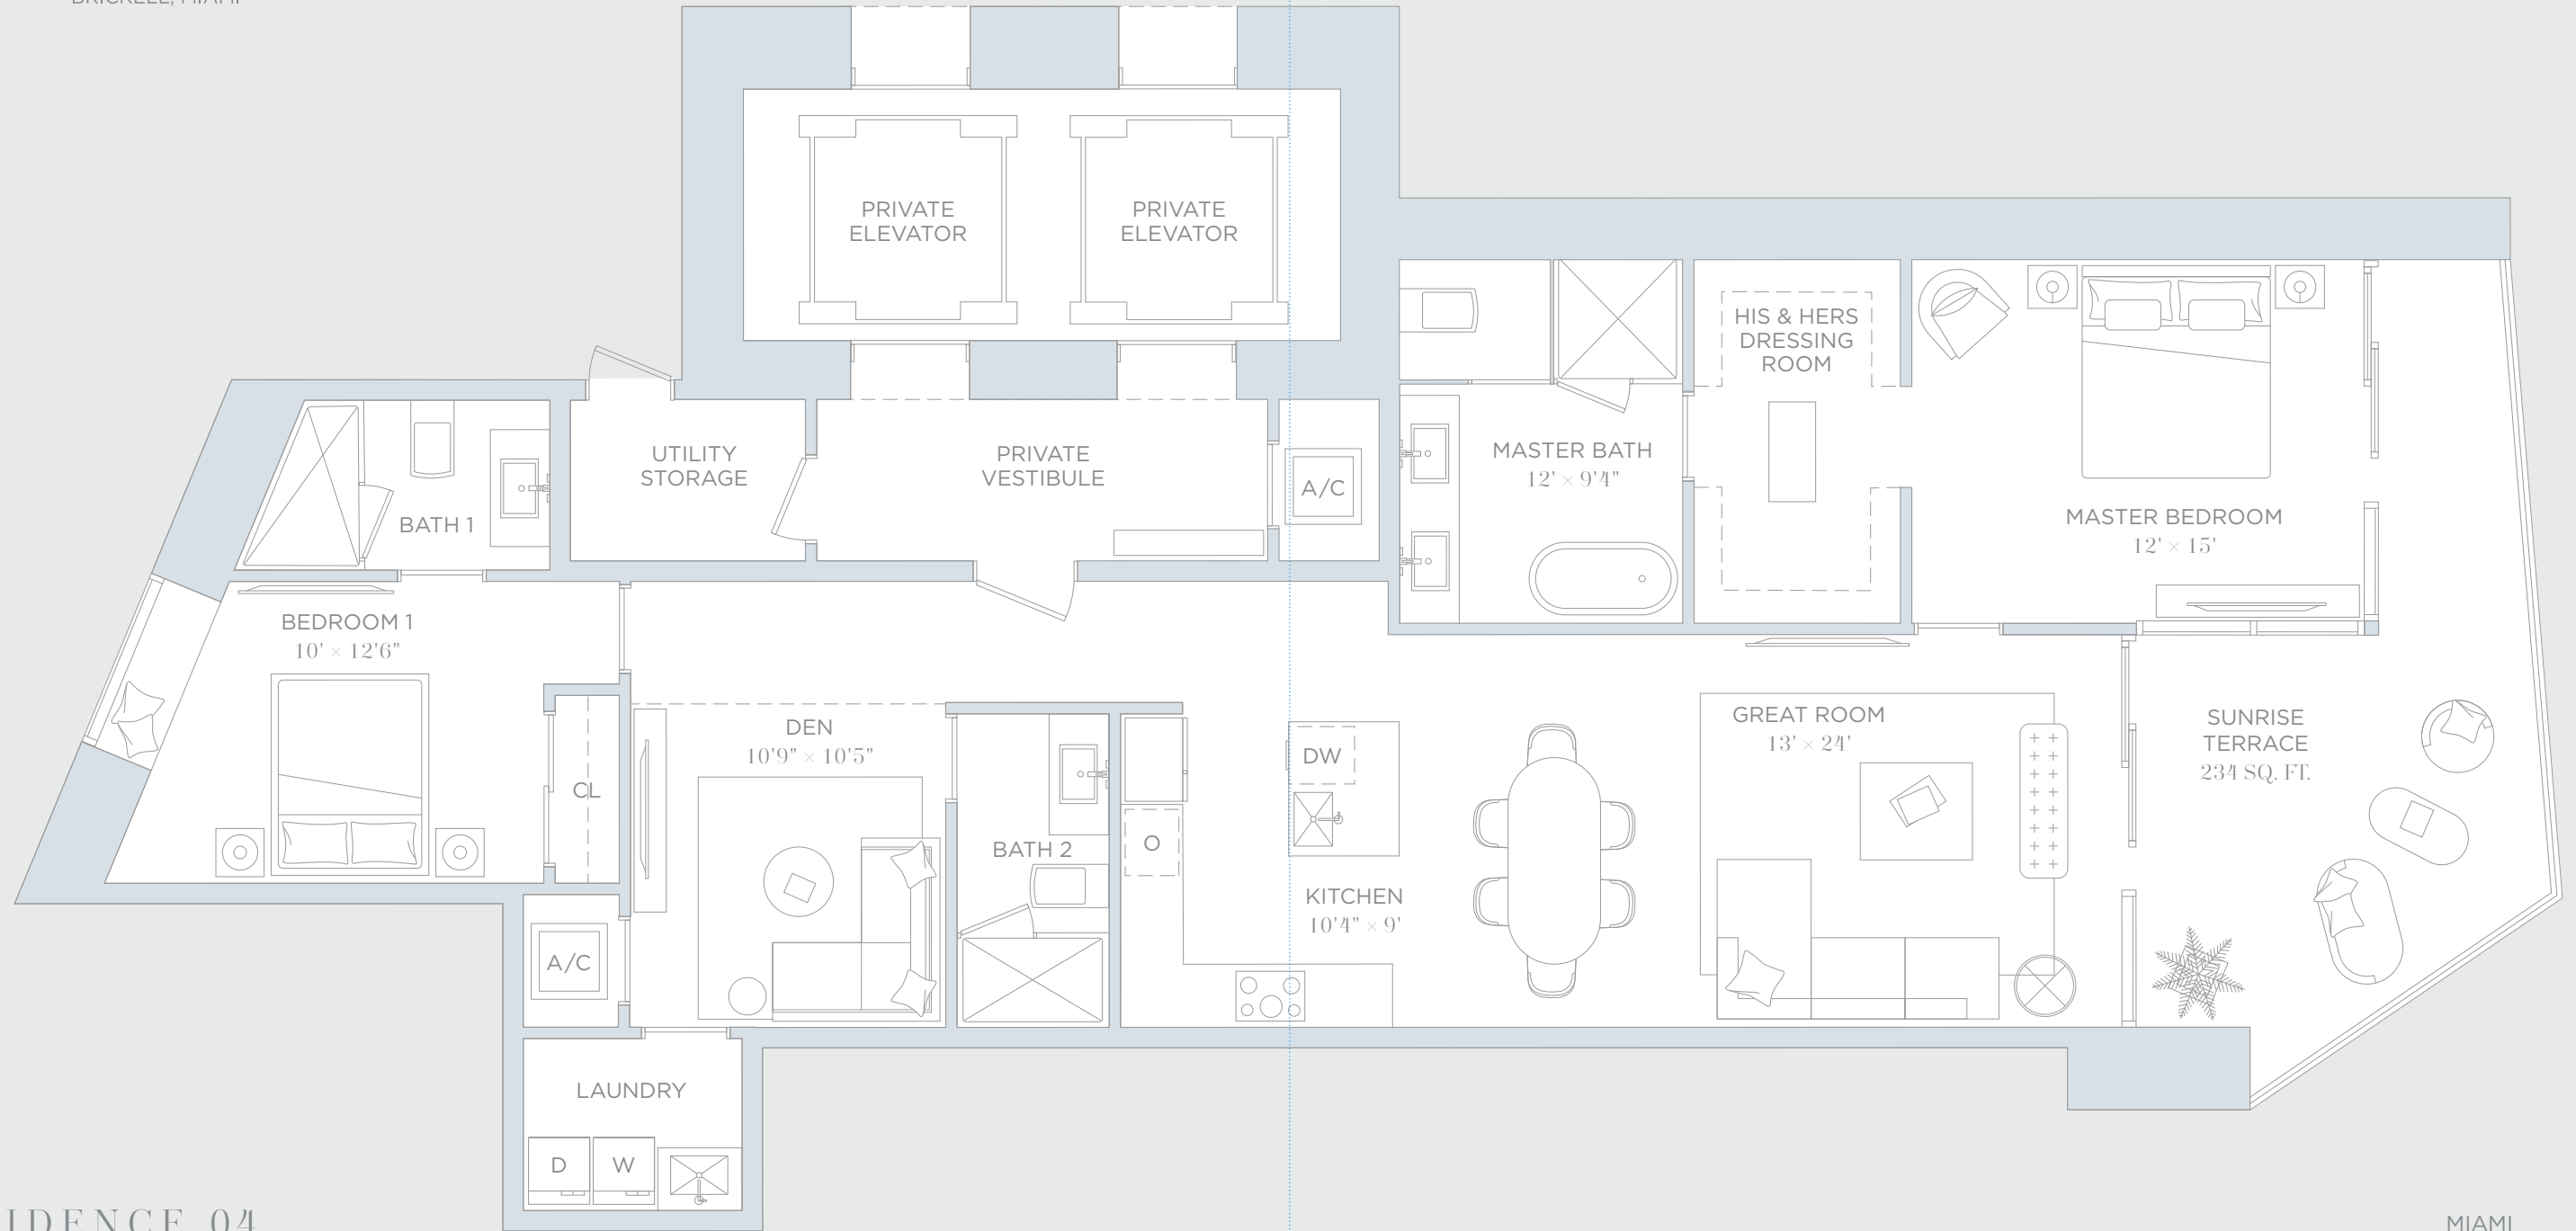 PRIVATE
ELEVATOR
PRIVATE
ELEVATOR
HIS & HERS
DRESSING
ROOM
UTILITY
STORAGE
PRIVATE
VESTIBULE
A/C
MASTER BATH
12' × 9'4"
MASTER BEDROOM
12' × 15'
BATH 1
BEDROOM 1
10' × 12'6"
CL
DEN
10'9" × 10'5"
BATH 2
O
DW
KITCHEN
10'4" × 9'
GREAT ROOM
13' × 24'
SUNRISE
TERRACE
234 SQ. FT.
A/C
LAUNDRY
D
W
IDENCE 04
MIAMI